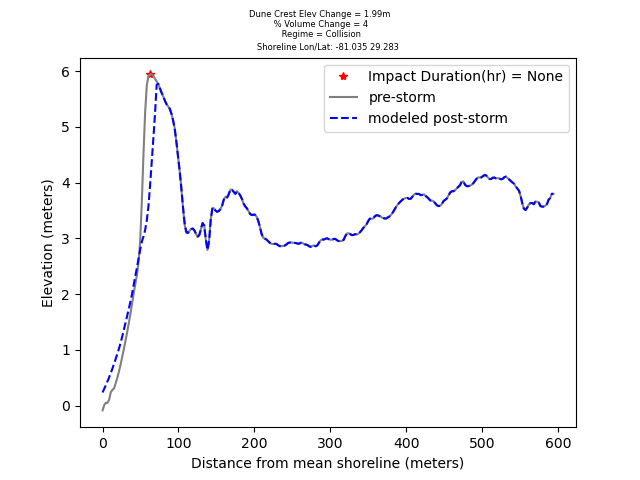 Dune Crest Elev Change = 1.99m
% Volume Change = 4
Regime = Collision
Shoreline Lon/Lat: -81.035 29.283
Impact Duration(hr) = None
pre-storm
modeled post-storm
Elevation (meters)
6
5
4
3
2
1
0
0 100 200 300 400 500 600
Distance from mean shoreline (meters)